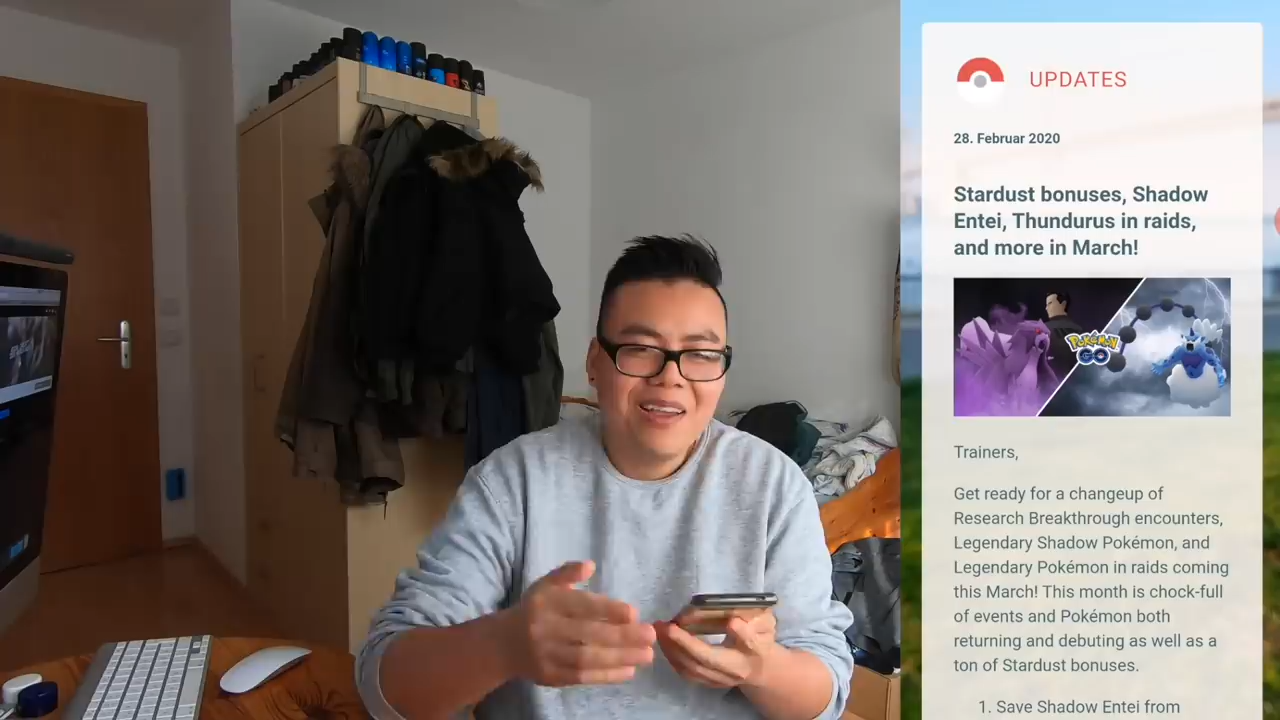 UPDATES
28. Februar 2020
Stardust bonuses, Shadow
Entei, Thundurus in raids,
and more in March!
POKÉMON
GO
Trainers,
Get ready for a changeup of
Research Breakthrough encounters,
Legendary Shadow Pokémon, and
Legendary Pokémon in raids coming
this March! This month is chock-full
of events and Pokémon both
returning and debuting as well as a
ton of Stardust bonuses.
1. Save Shadow Entei from